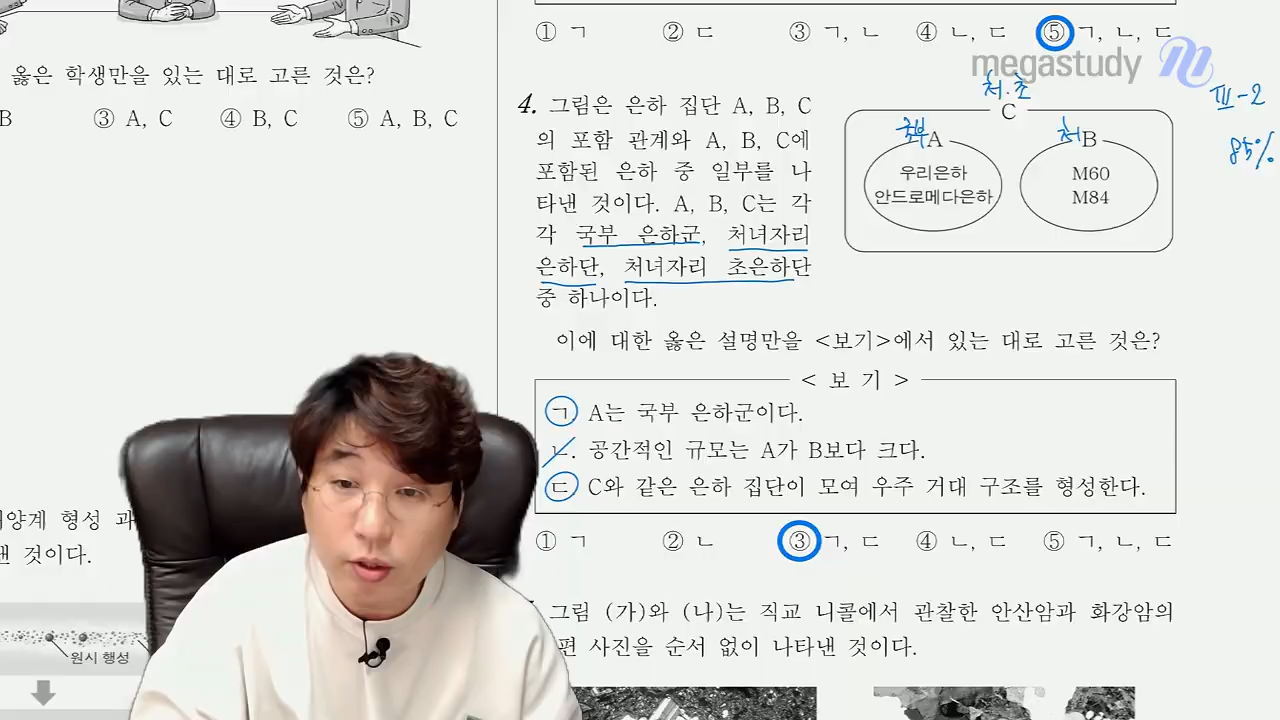 옳은 학생만을 있는 대로 고른 것은?
B ③ A, C ④ B, C ⑤ A, B, C
양계 형성 과
낸 것이다.
원시 행성
① ㄱ ② ㄷ ③ ㄱ, ㄴ ④ ㄴ, ㄷ ⑤ ㄱ, ㄴ, ㄷ
megastudy
4. 그림은 은하 집단 A, B, C
의 포함 관계와 A, B, C에
포함된 은하 중 일부를 나
타낸 것이다. A, B, C는 각
각 국부 은하군, 처녀자리
은하단, 처녀자리 초은하단
중 하나이다.
처.초
C
국부 A
처 B
우리은하
안드로메다은하
M60
M84
Ⅲ-2
85%
이에 대한 옳은 설명만을 <보기>에서 있는 대로 고른 것은?
< 보 기 >
ㄱ. A는 국부 은하군이다.
ㄴ. 공간적인 규모는 A가 B보다 크다.
ㄷ. C와 같은 은하 집단이 모여 우주 거대 구조를 형성한다.
① ㄱ ② ㄴ ③ ㄱ, ㄷ ④ ㄴ, ㄷ ⑤ ㄱ, ㄴ, ㄷ
그림 (가)와 (나)는 직교 니콜에서 관찰한 안산암과 화강암의
편 사진을 순서 없이 나타낸 것이다.